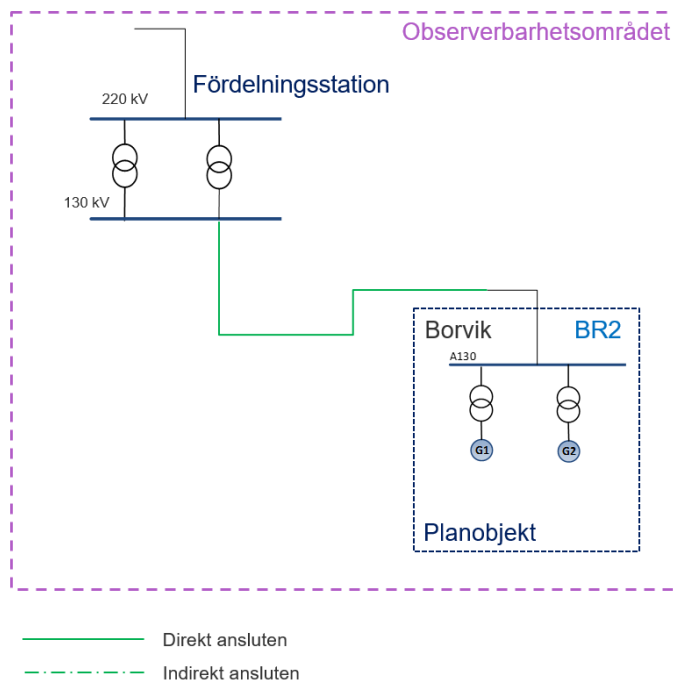 Observerbarhetsområdet
Fördelningsstation
220 kV
130 kV
Borvik
BR2
A130
G1
G2
Planobjekt
Direkt ansluten
Indirekt ansluten